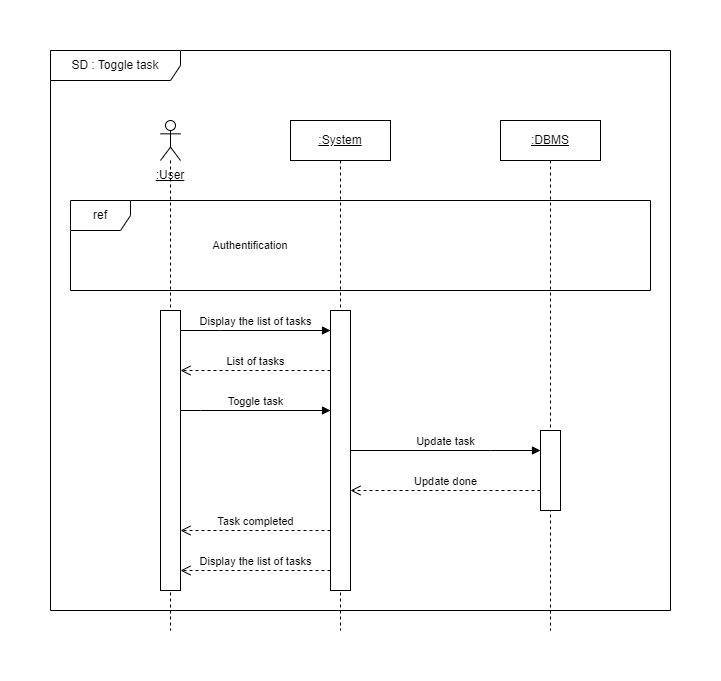 SD : Toggle task
:User
:System
:DBMS
ref
Authentification
Display the list of tasks
List of tasks
Toggle task
Update task
Update done
Task completed
Display the list of tasks